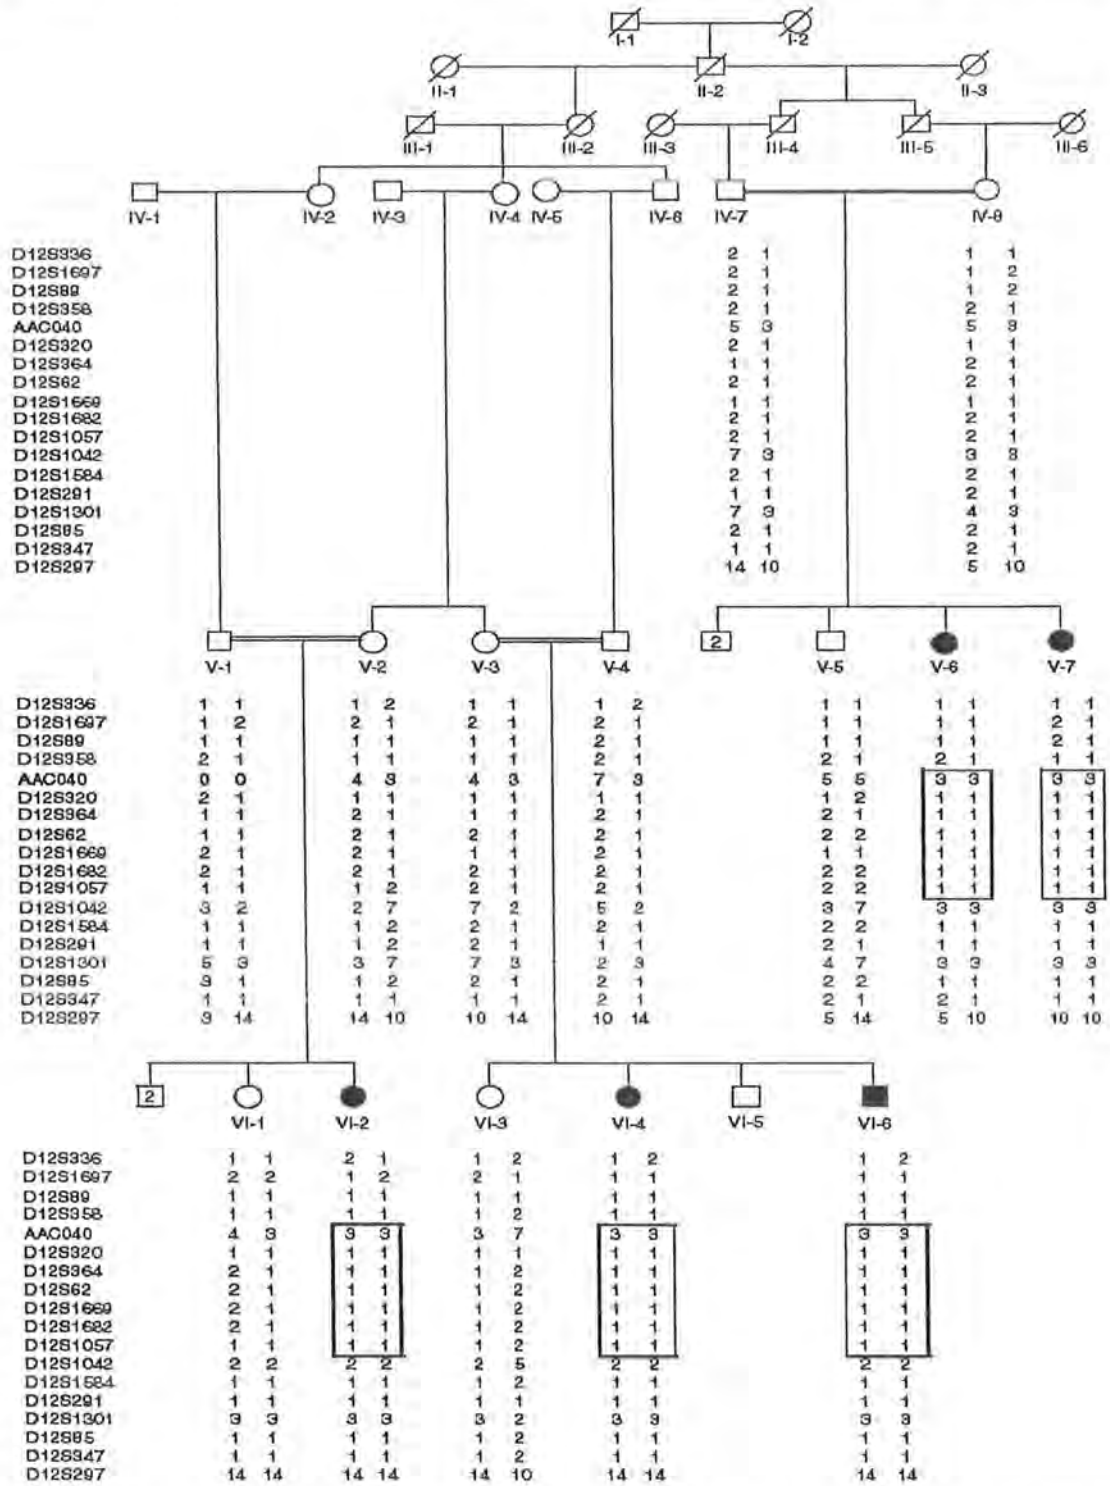 I-1 I-2
II-1 II-2 II-3
III-1 III-2 III-3 III-4 III-5 III-6
IV-1 IV-2 IV-3 IV-4 IV-5 IV-6 IV-7 IV-8
D12S336 2 1 1 1
D12S1697 2 1 1 2
D12S89 2 1 1 2
D12S358 2 1 2 1
AAC040 5 3 5 3
D12S320 2 1 1 1
D12S364 1 1 2 1
D12S62 2 1 2 1
D12S1669 1 1 1 1
D12S1682 2 1 2 1
D12S1057 2 1 2 1
D12S1042 7 3 3 3
D12S1584 2 1 2 1
D12S291 1 1 2 1
D12S1301 7 3 4 3
D12S85 2 1 2 1
D12S347 1 1 2 1
D12S297 14 10 5 10
2
V-1 V-2 V-3 V-4 V-5 V-6 V-7
D12S336 1 1 1 2 1 1 1 2 1 1 1 1 1 1
D12S1697 1 2 2 1 2 1 2 1 1 1 1 1 2 1
D12S89 1 1 1 1 1 1 2 1 1 1 1 1 2 1
D12S358 2 1 1 1 1 1 2 1 2 1 2 1 1 1
AAC040 0 0 4 3 4 3 7 3 5 5 3 3 3 3
D12S320 2 1 1 1 1 1 1 1 1 2 1 1 1 1
D12S364 1 1 2 1 1 1 2 1 2 1 1 1 1 1
D12S62 1 1 2 1 2 1 2 1 2 2 1 1 1 1
D12S1669 2 1 2 1 1 1 2 1 1 1 1 1 1 1
D12S1682 2 1 2 1 2 1 2 1 2 2 1 1 1 1
D12S1057 1 1 1 2 2 1 2 1 2 2 1 1 1 1
D12S1042 3 2 2 7 7 2 5 2 3 7 3 3 3 3
D12S1584 1 1 1 2 2 1 2 1 2 2 1 1 1 1
D12S291 1 1 1 2 2 1 1 1 2 1 1 1 1 1
D12S1301 5 3 3 7 7 3 2 3 4 7 3 3 3 3
D12S85 3 1 1 2 2 1 2 1 2 2 1 1 1 1
D12S347 1 1 1 1 1 1 2 1 2 1 2 1 1 1
D12S297 3 14 14 10 10 14 10 14 5 14 5 10 10 10
2
VI-1 VI-2 VI-3 VI-4 VI-5 VI-6
D12S336 1 1 2 1 1 2 1 2 1 2
D12S1697 2 2 1 2 2 1 1 1 1 1
D12S89 1 1 1 1 1 1 1 1 1 1
D12S358 1 1 1 1 1 2 1 1 1 1
AAC040 4 3 3 3 3 7 3 3 3 3
D12S320 1 1 1 1 1 1 1 1 1 1
D12S364 2 1 1 1 1 2 1 1 1 1
D12S62 2 1 1 1 1 2 1 1 1 1
D12S1669 2 1 1 1 1 2 1 1 1 1
D12S1682 2 1 1 1 1 2 1 1 1 1
D12S1057 1 1 1 1 1 2 1 1 1 1
D12S1042 2 2 2 2 2 5 2 2 2 2
D12S1584 1 1 1 1 1 2 1 1 1 1
D12S291 1 1 1 1 1 1 1 1 1 1
D12S1301 3 3 3 3 3 2 3 3 3 3
D12S85 1 1 1 1 1 2 1 1 1 1
D12S347 1 1 1 1 1 2 1 1 1 1
D12S297 14 14 14 14 14 10 14 14 14 14